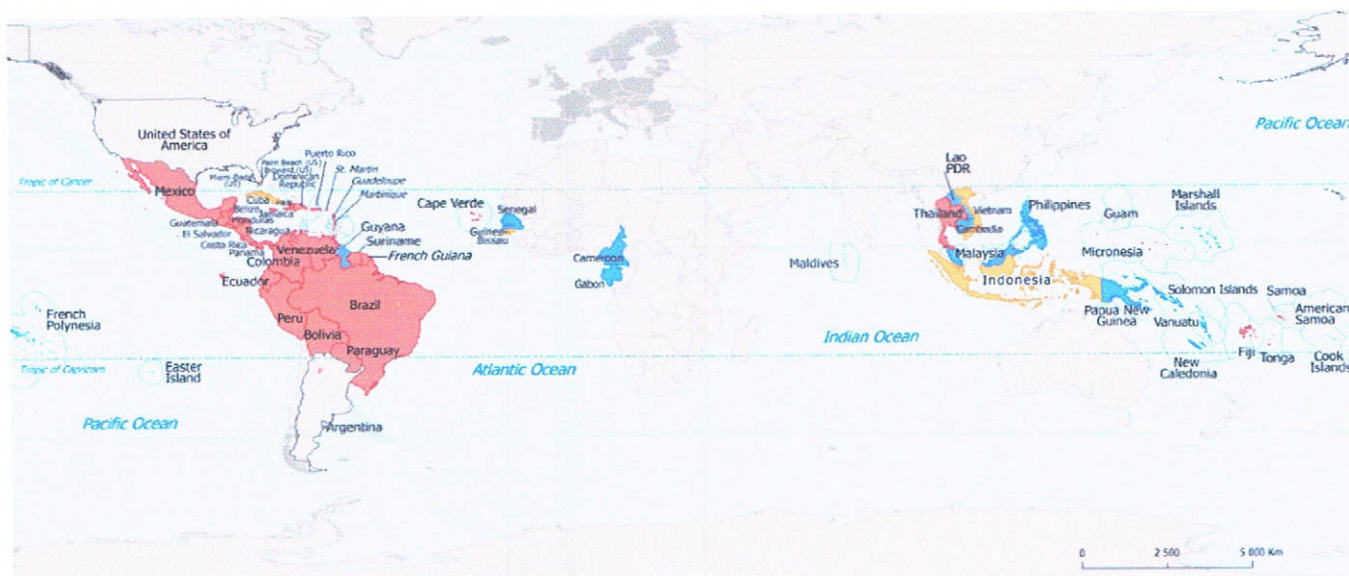 United States of
America
Pacific Ocean
Tropic of Cancer
Mexico
Miami-Dade
(US)
Palm Beach (US)
Broward (US)
Dominican
Republic
Puerto Rico
St. Martin
Guadeloupe
Martinique
Cuba
Belize
Jamaica
Guatemala
Honduras
El Salvador
Nicaragua
Costa Rica
Panama
Venezuela
Colombia
Guyana
Suriname
French Guiana
Ecuador
Brazil
Peru
Bolivia
Paraguay
Argentina
French
Polynesia
Tropic of Capricorn
Easter
Island
Pacific Ocean
Atlantic Ocean
Cape Verde
Senegal
Guinea-
Bissau
Cameroon
Gabon
Maldives
Indian Ocean
Lao
PDR
Thailand
Vietnam
Cambodia
Philippines
Malaysia
Indonesia
Guam
Marshall
Islands
Micronesia
Papua New
Guinea
Solomon Islands
Vanuatu
New
Caledonia
Samoa
American
Samoa
Fiji
Tonga
Cook
Islands
0 2 500 5 000 Km